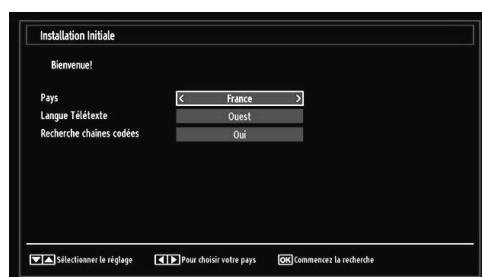 Installation Initiale
Bienvenue!
Pays < France >
Langue Télétexte Ouest
Recherche chaînes codées Oui
▼▲ Sélectionner le réglage ◀▶ Pour choisir votre pays OK Commencez la recherche